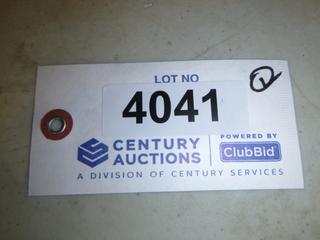 LOT NO
4041
CENTURY
AUCTIONS
POWERED BY
ClubBid
A DIVISION OF CENTURY SERVICES